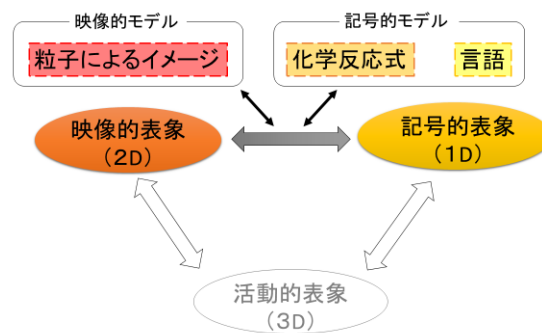 映像的モデル
記号的モデル
粒子によるイメージ
化学反応式
言語
映像的表象
(2D)
記号的表象
(1D)
活動的表象
(3D)